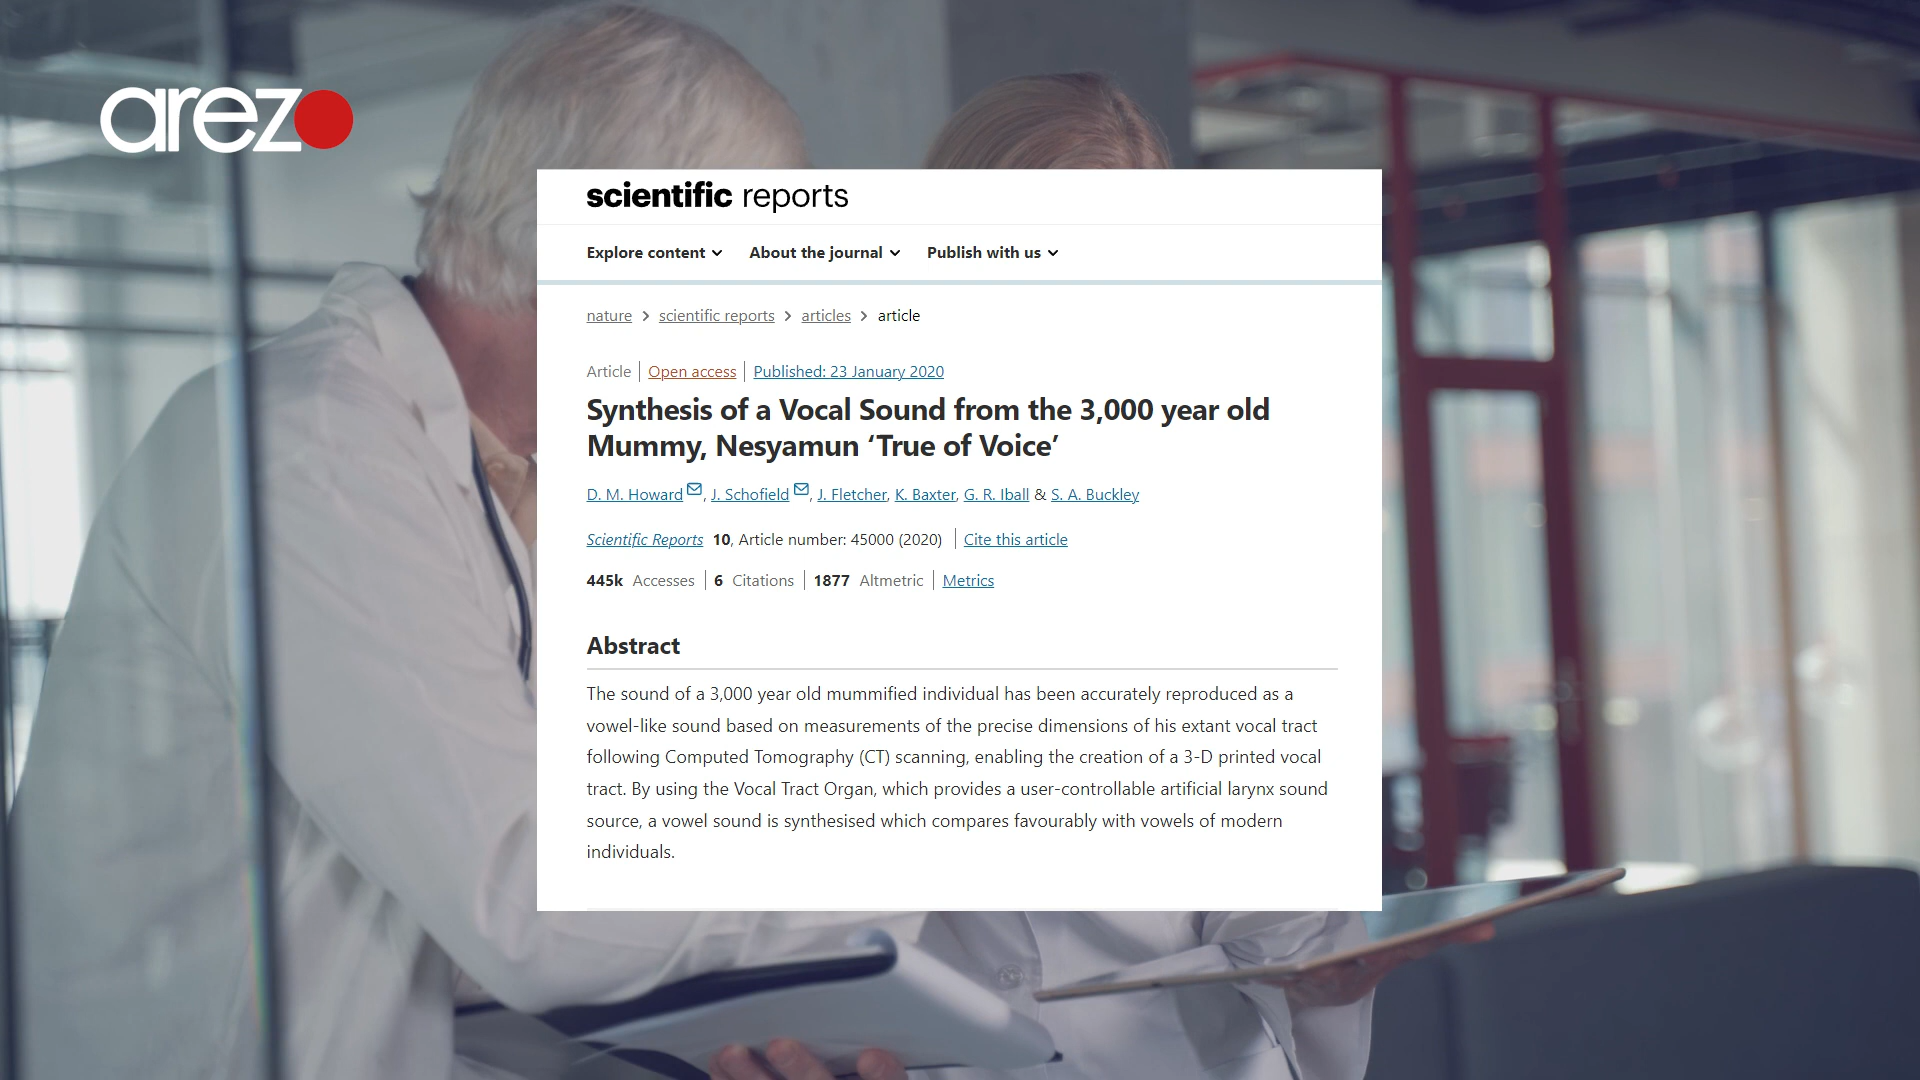 arezo
scientific reports
Explore content About the journal Publish with us
nature > scientific reports > articles > article
Article | Open access | Published: 23 January 2020
Synthesis of a Vocal Sound from the 3,000 year old
Mummy, Nesyamun ‘True of Voice’
D. M. Howard, J. Schofield, J. Fletcher, K. Baxter, G. R. Iball & S. A. Buckley
Scientific Reports 10, Article number: 45000 (2020) | Cite this article
445k Accesses | 6 Citations | 1877 Altmetric | Metrics
Abstract
The sound of a 3,000 year old mummified individual has been accurately reproduced as a
vowel-like sound based on measurements of the precise dimensions of his extant vocal tract
following Computed Tomography (CT) scanning, enabling the creation of a 3-D printed vocal
tract. By using the Vocal Tract Organ, which provides a user-controllable artificial larynx sound
source, a vowel sound is synthesised which compares favourably with vowels of modern
individuals.